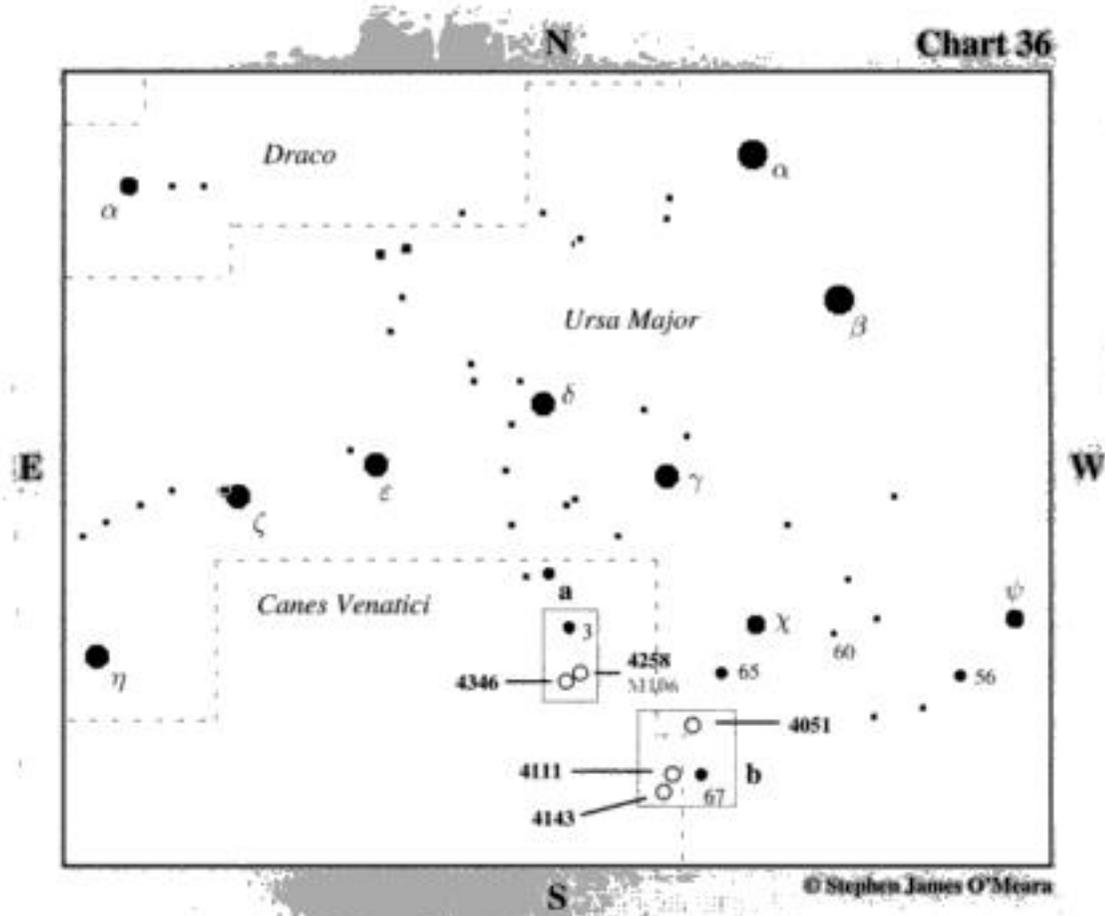 N
Chart 36
Draco
α
α
Ursa Major
β
δ
E
W
ε
γ
ζ
a
Canes Venatici
ψ
χ
3
60
η
4346
4258
M106
65
56
4051
4111
b
67
4143
S
© Stephen James O'Meara